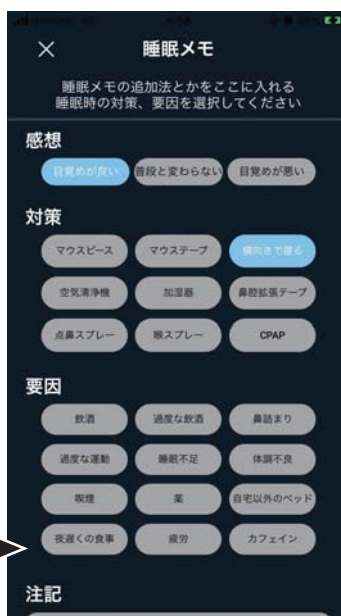 睡眠メモ
睡眠メモの追加法とかをここに入れる
睡眠時の対策、要因を選択してください
感想
目覚めが良い 普段と変わらない 目覚めが悪い
対策
マウスピース マウステープ 横向きで寝る
空気清浄機 加湿器 鼻腔拡張テープ
点鼻スプレー 喉スプレー CPAP
要因
飲酒 過度な飲酒 鼻詰まり
過度な運動 睡眠不足 体調不良
喫煙 薬 自宅以外のベッド
夜遅くの食事 疲労 カフェイン
注記